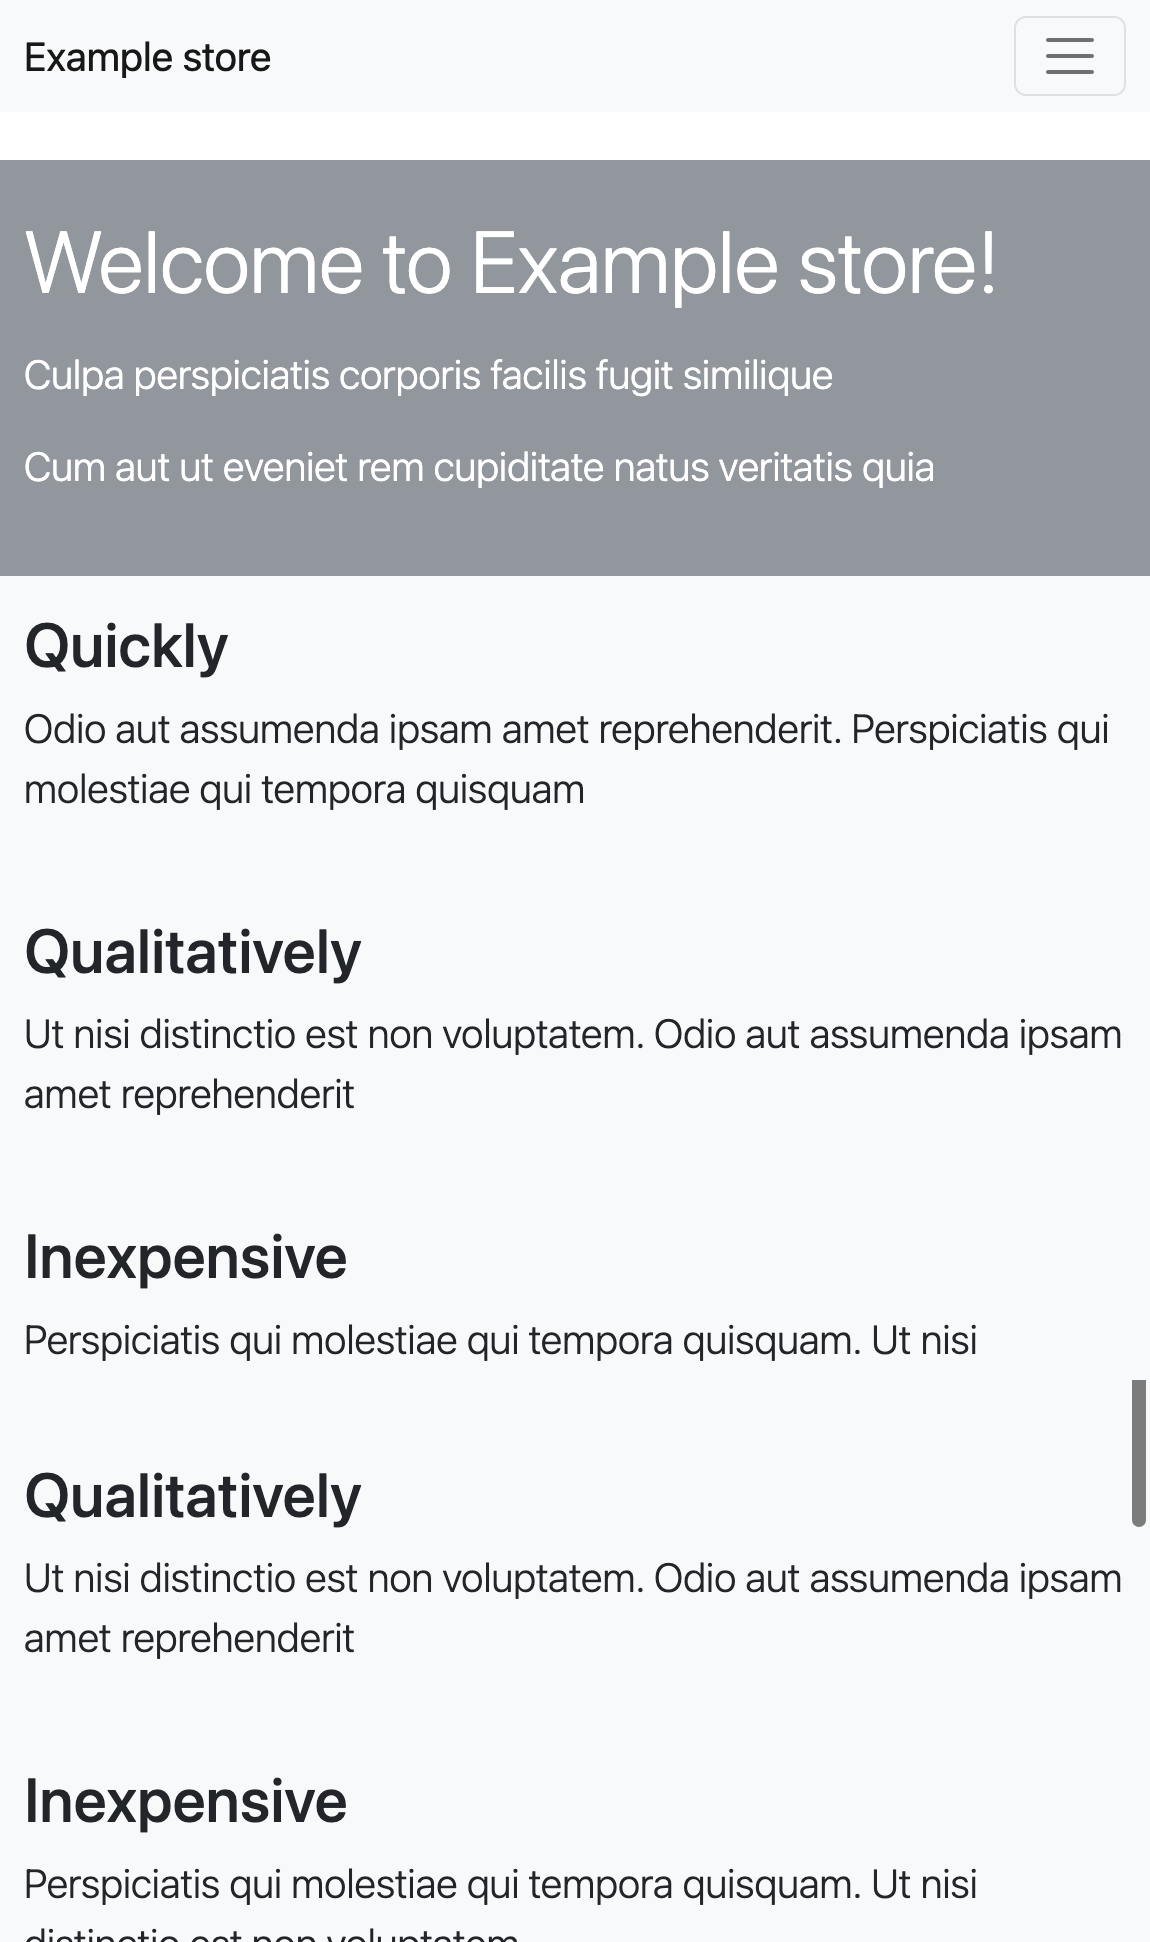 Example store
Welcome to Example store!
Culpa perspiciatis corporis facilis fugit similique
Cum aut ut eveniet rem cupiditate natus veritatis quia
Quickly
Odio aut assumenda ipsam amet reprehenderit. Perspiciatis qui
molestiae qui tempora quisquam
Qualitatively
Ut nisi distinctio est non voluptatem. Odio aut assumenda ipsam
amet reprehenderit
Inexpensive
Perspiciatis qui molestiae qui tempora quisquam. Ut nisi
Qualitatively
Ut nisi distinctio est non voluptatem. Odio aut assumenda ipsam
amet reprehenderit
Inexpensive
Perspiciatis qui molestiae qui tempora quisquam. Ut nisi
distinctio est non voluptatem